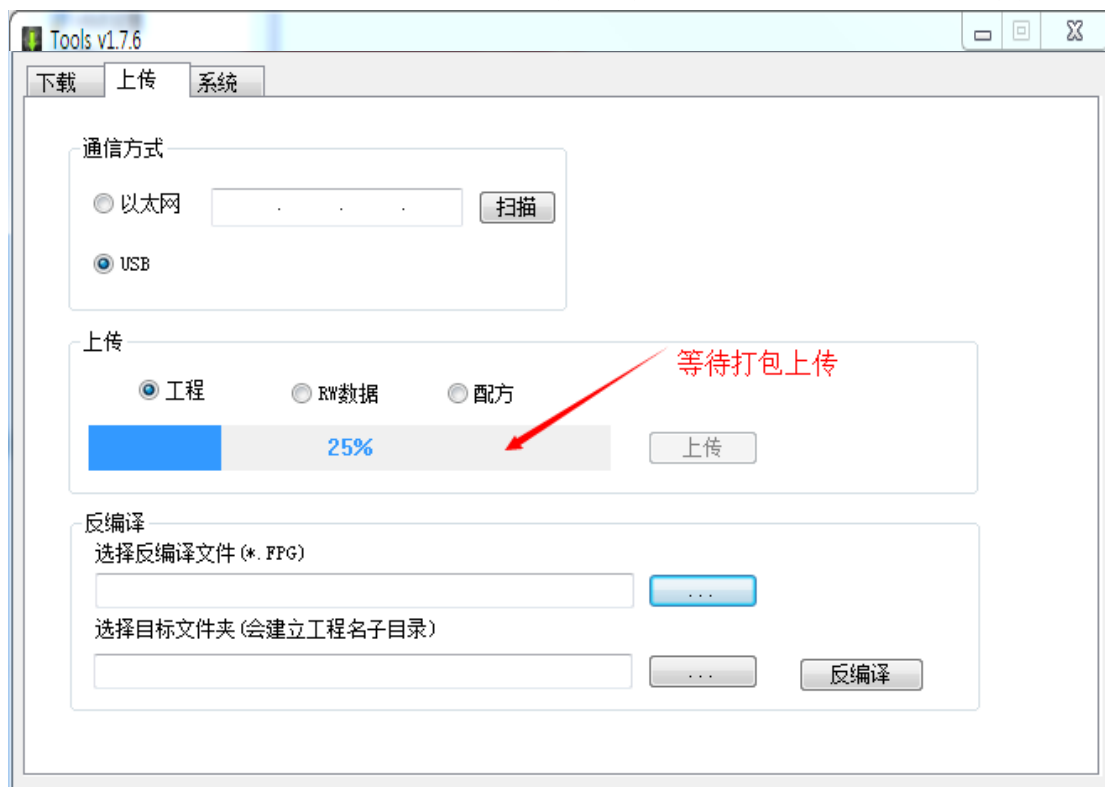 Tools v1.7.6
下载 上传 系统
通信方式
以太网 . . . 扫描
USB
上传
等待打包上传
工程 RW数据 配方
25% 上传
反编译
选择反编译文件(*.FPG)
...
选择目标文件夹(会建立工程名子目录)
... 反编译